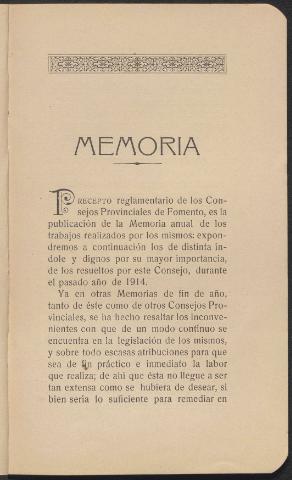 MEMORIA
PRECEPTO reglamentario de los Con-
sejos Provinciales de Fomento, es la
publicación de la Memoria anual de los
trabajos realizados por los mismos: expon-
dremos a continuación los de distinta ín-
dole y dignos por su mayor importancia,
de los resueltos por este Consejo, durante
el pasado año de 1914.
Ya en otras Memorias de fin de año,
tanto de éste como de otros Consejos Pro-
vinciales, se ha hecho resaltar los inconve-
nientes con que de un modo contínuo se
encuentra en la legislación de los mismos,
y sobre todo escasas atribuciones para que
sea de fin práctico e inmediato la labor
que realiza; de ahí que ésta no llegue a ser
tan extensa como se hubiera de desear, si
bien sería lo suficiente para remediar en